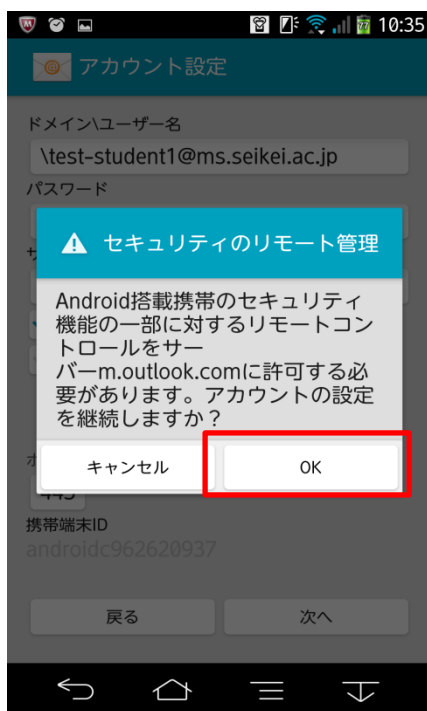 77 10:35
アカウント設定
ドメイン\ユーザー名
\test-student1@ms.seikei.ac.jp
パスワード
セキュリティのリモート管理
Android搭載携帯のセキュリティ
機能の一部に対するリモートコン
トロールをサー
バーm.outlook.comに許可する必
要があります。アカウントの設定
を継続しますか？
キャンセル OK
443
携帯端末ID
androidc962620937
戻る 次へ